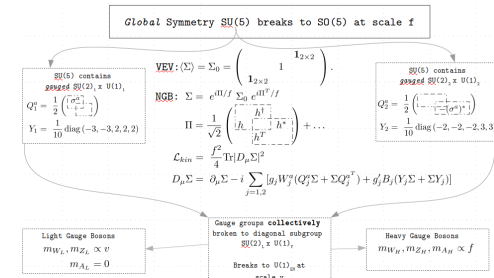 Global Symmetry SU(5) breaks to SO(5) at scale f
VEV: ⟨Σ⟩ = Σ₀ = ( 1₂ₓ₂ 1 1₂ₓ₂ ).
NGB: Σ = e^{iΠ/f} Σ₀ e^{iΠ^T/f}
Π = 1/√2 ( h† h h* h^T ) + ...
ℒ_kin = f²/4 Tr|D_μΣ|²
D_μΣ = ∂_μΣ − i ∑_{j=1,2} [g_j W_j^a (Q_j^a Σ + ΣQ_j^{aT}) + g'_j B_j (Y_jΣ + ΣY_j)]
SU(5) contains
gauged SU(2)₁ x U(1)₁
Q₁^a = 1/2 ( σ^a )
Y₁ = 1/10 diag (−3, −3, 2, 2, 2)
SU(5) contains
gauged SU(2)₂ x U(1)₂
Q₂^a = 1/2 ( −(σ^a)* )
Y₂ = 1/10 diag (−2, −2, −2, 3, 3)
Gauge groups collectively
broken to diagonal subgroup
SU(2)_L x U(1)_Y
Breaks to U(1) at
scale v
Light Gauge Bosons
m_{W_L}, m_{Z_L} ∝ v
m_{A_L} = 0
Heavy Gauge Bosons
m_{W_H}, m_{Z_H}, m_{A_H} ∝ f